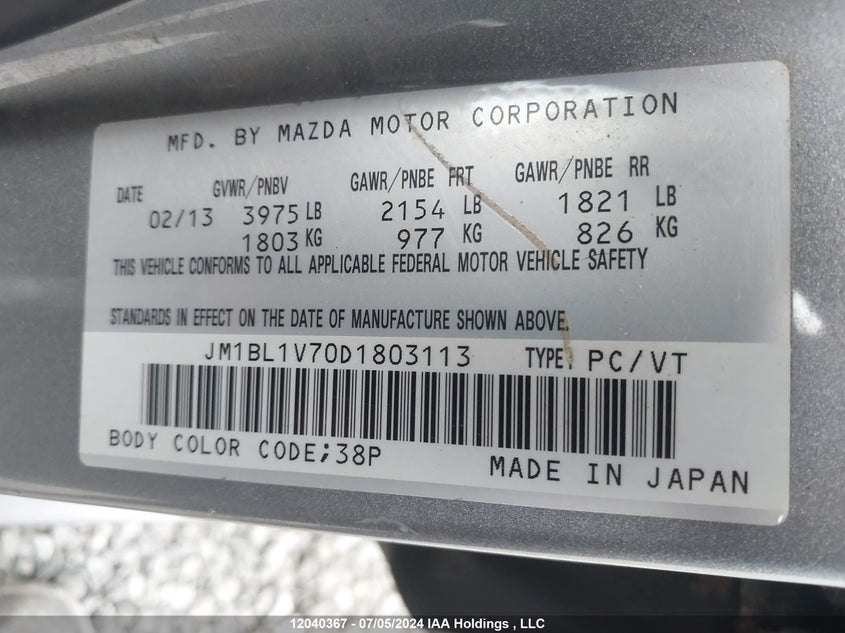 MFD. BY MAZDA MOTOR CORPORATION
DATE GVWR/PNBV GAWR/PNBE FRT GAWR/PNBE RR
02/13 3975 LB 2154 LB 1821 LB
1803 KG 977 KG 826 KG
THIS VEHICLE CONFORMS TO ALL APPLICABLE FEDERAL MOTOR VEHICLE SAFETY
STANDARDS IN EFFECT ON THE DATE OF MANUFACTURE SHOWN ABOVE.
JM1BL1V70D1803113 TYPE: PC/VT
BODY COLOR CODE;38P MADE IN JAPAN
12040367 - 07/05/2024 IAA Holdings , LLC